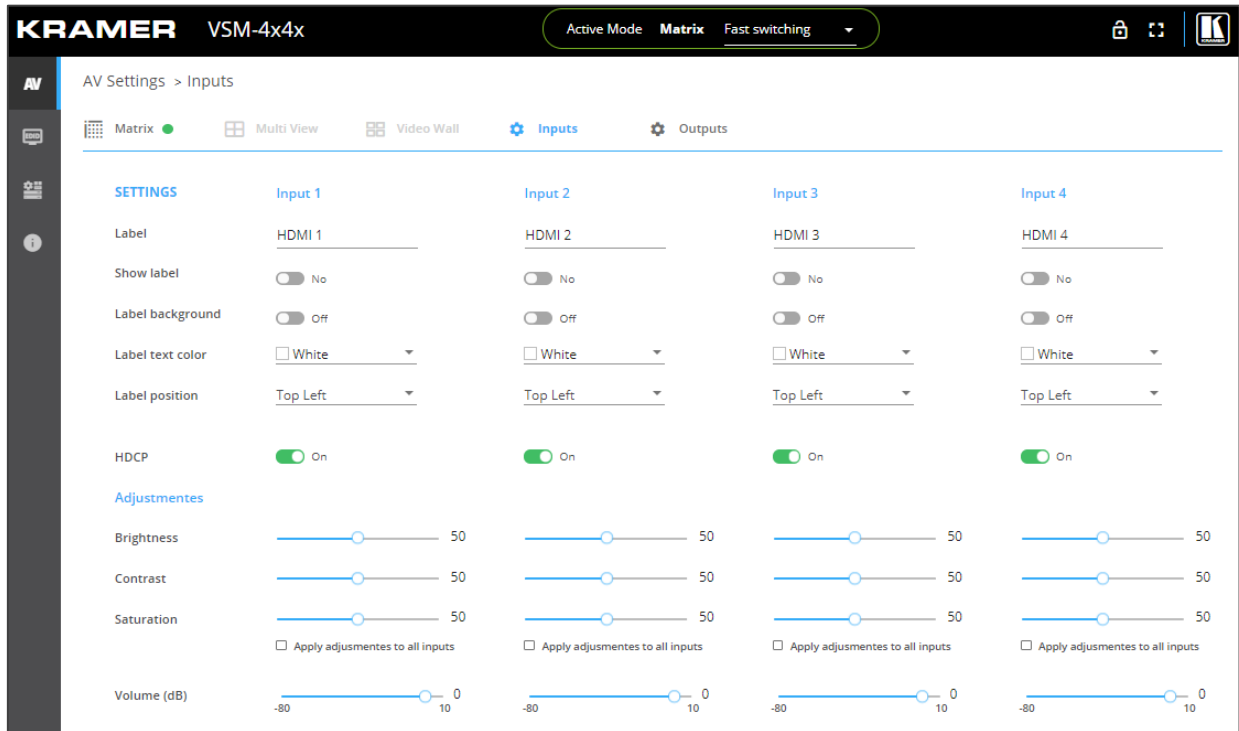 KRAMER VSM-4x4x Active Mode Matrix Fast switching
KRAMER
AV AV Settings > Inputs
EDID Matrix Multi View Video Wall Inputs Outputs
SETTINGS Input 1 Input 2 Input 3 Input 4
Label HDMI 1 HDMI 2 HDMI 3 HDMI 4
Show label No No No No
Label background Off Off Off Off
Label text color White White White White
Label position Top Left Top Left Top Left Top Left
HDCP On On On On
Adjustmentes
Brightness 50 50 50 50
Contrast 50 50 50 50
Saturation 50 50 50 50
Apply adjusmentes to all inputs Apply adjusmentes to all inputs Apply adjusmentes to all inputs Apply adjusmentes to all inputs
Volume (dB) 0 0 0 0
-80 10 -80 10 -80 10 -80 10